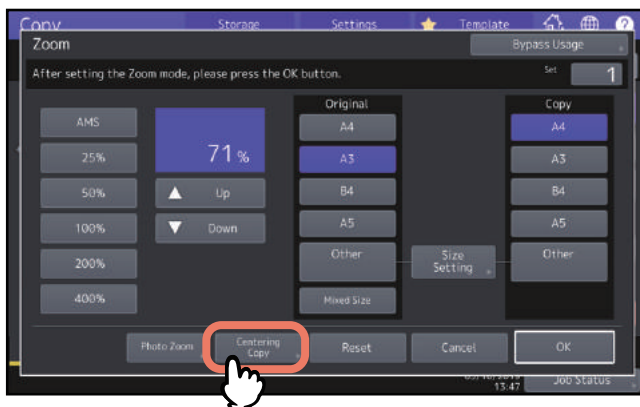 Copy Storage Settings Template
Zoom Bypass Usage
After setting the Zoom mode, please press the OK button. Set 1
Original Copy
AMS A4 A4
25% 71 % A3 A3
50% Up B4 B4
100% Down A5 A5
200% Other Size Setting Other
400% Mixed Size
Photo Zoom Centering Copy Reset Cancel OK
13:47 Job Status